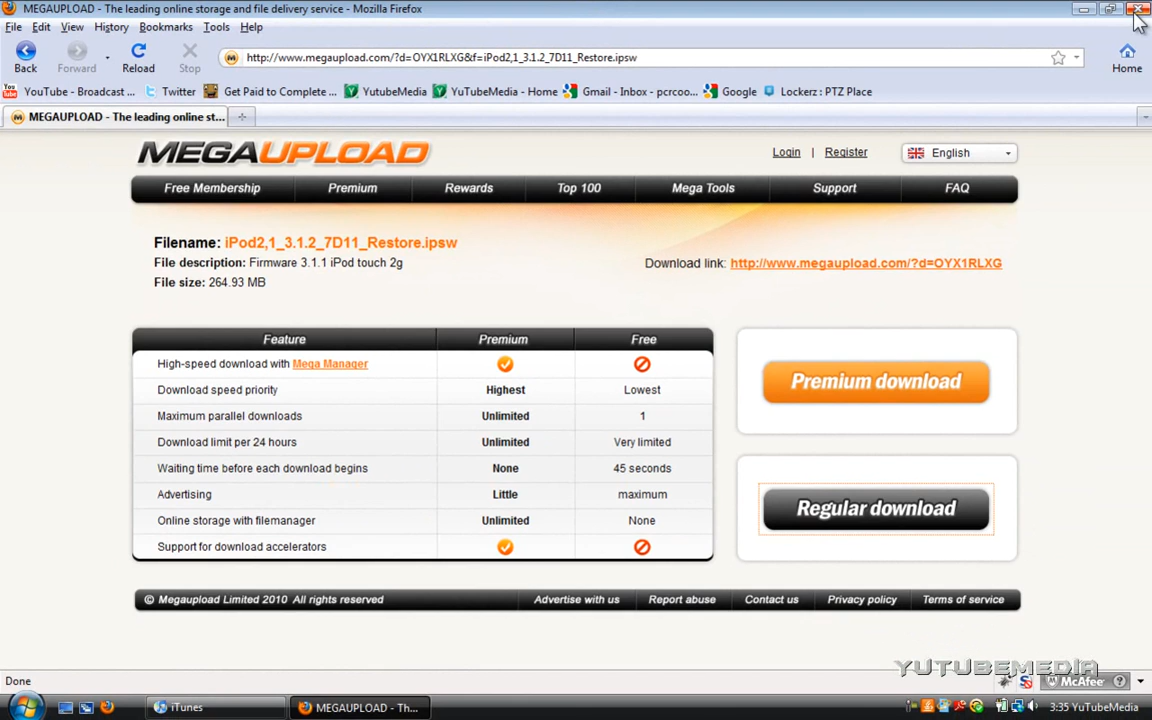 MEGAUPLOAD - The leading online storage and file delivery service - Mozilla Firefox
File Edit View History Bookmarks Tools Help
Back Forward Reload Stop http://www.megaupload.com/?d=OYX1RLXG&f=iPod2,1_3.1.2_7D11_Restore.ipsw Home
YouTube - Broadcast ... Twitter Get Paid to Complete ... YutubeMedia YuTubeMedia - Home Gmail - Inbox - pcrcoo... Google Lockerz : PTZ Place
MEGAUPLOAD - The leading online st...
MEGAUPLOAD Login | Register English
Free Membership Premium Rewards Top 100 Mega Tools Support FAQ
Filename: iPod2,1_3.1.2_7D11_Restore.ipsw
File description: Firmware 3.1.1 iPod touch 2g Download link: http://www.megaupload.com/?d=OYX1RLXG
File size: 264.93 MB
Feature Premium Free
High-speed download with Mega Manager
Download speed priority Highest Lowest
Maximum parallel downloads Unlimited 1
Download limit per 24 hours Unlimited Very limited
Waiting time before each download begins None 45 seconds
Advertising Little maximum
Online storage with filemanager Unlimited None
Support for download accelerators
Premium download
Regular download
© Megaupload Limited 2010 All rights reserved Advertise with us Report abuse Contact us Privacy policy Terms of service
YUTUBEMEDIA
Done McAfee
iTunes MEGAUPLOAD - Th... 3:35 YuTubeMedia